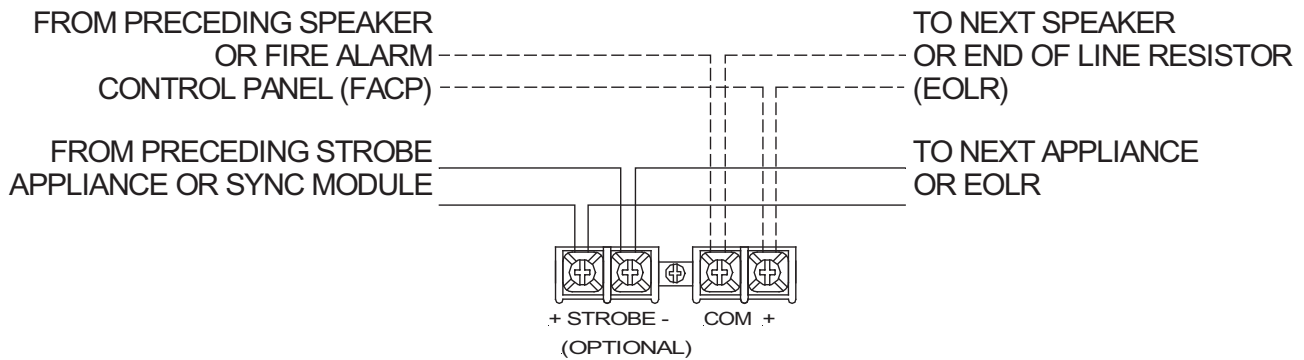 FROM PRECEDING SPEAKER
OR FIRE ALARM
CONTROL PANEL (FACP)
TO NEXT SPEAKER
OR END OF LINE RESISTOR
(EOLR)
FROM PRECEDING STROBE
APPLIANCE OR SYNC MODULE
TO NEXT APPLIANCE
OR EOLR
+ STROBE - COM +
(OPTIONAL)